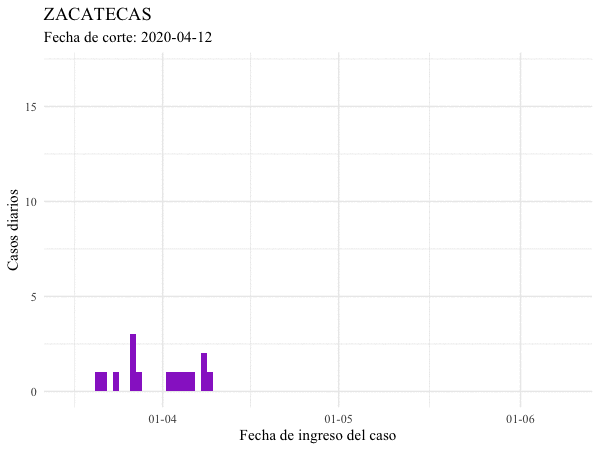 ZACATECAS
Fecha de corte: 2020-04-12
Casos diarios
15
10
5
0
01-04
01-05
01-06
Fecha de ingreso del caso